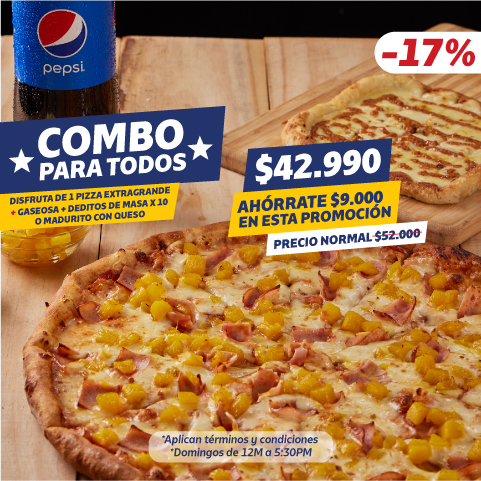 pepsi
-17%
COMBO
PARA TODOS
DISFRUTA DE 1 PIZZA EXTRAGRANDE
+ GASEOSA + DEDITOS DE MASA X 10
O MADURITO CON QUESO
$42.990
AHÓRRATE $9.000
EN ESTA PROMOCIÓN
PRECIO NORMAL $52.000
*Aplican términos y condiciones
*Domingos de 12M a 5:30PM